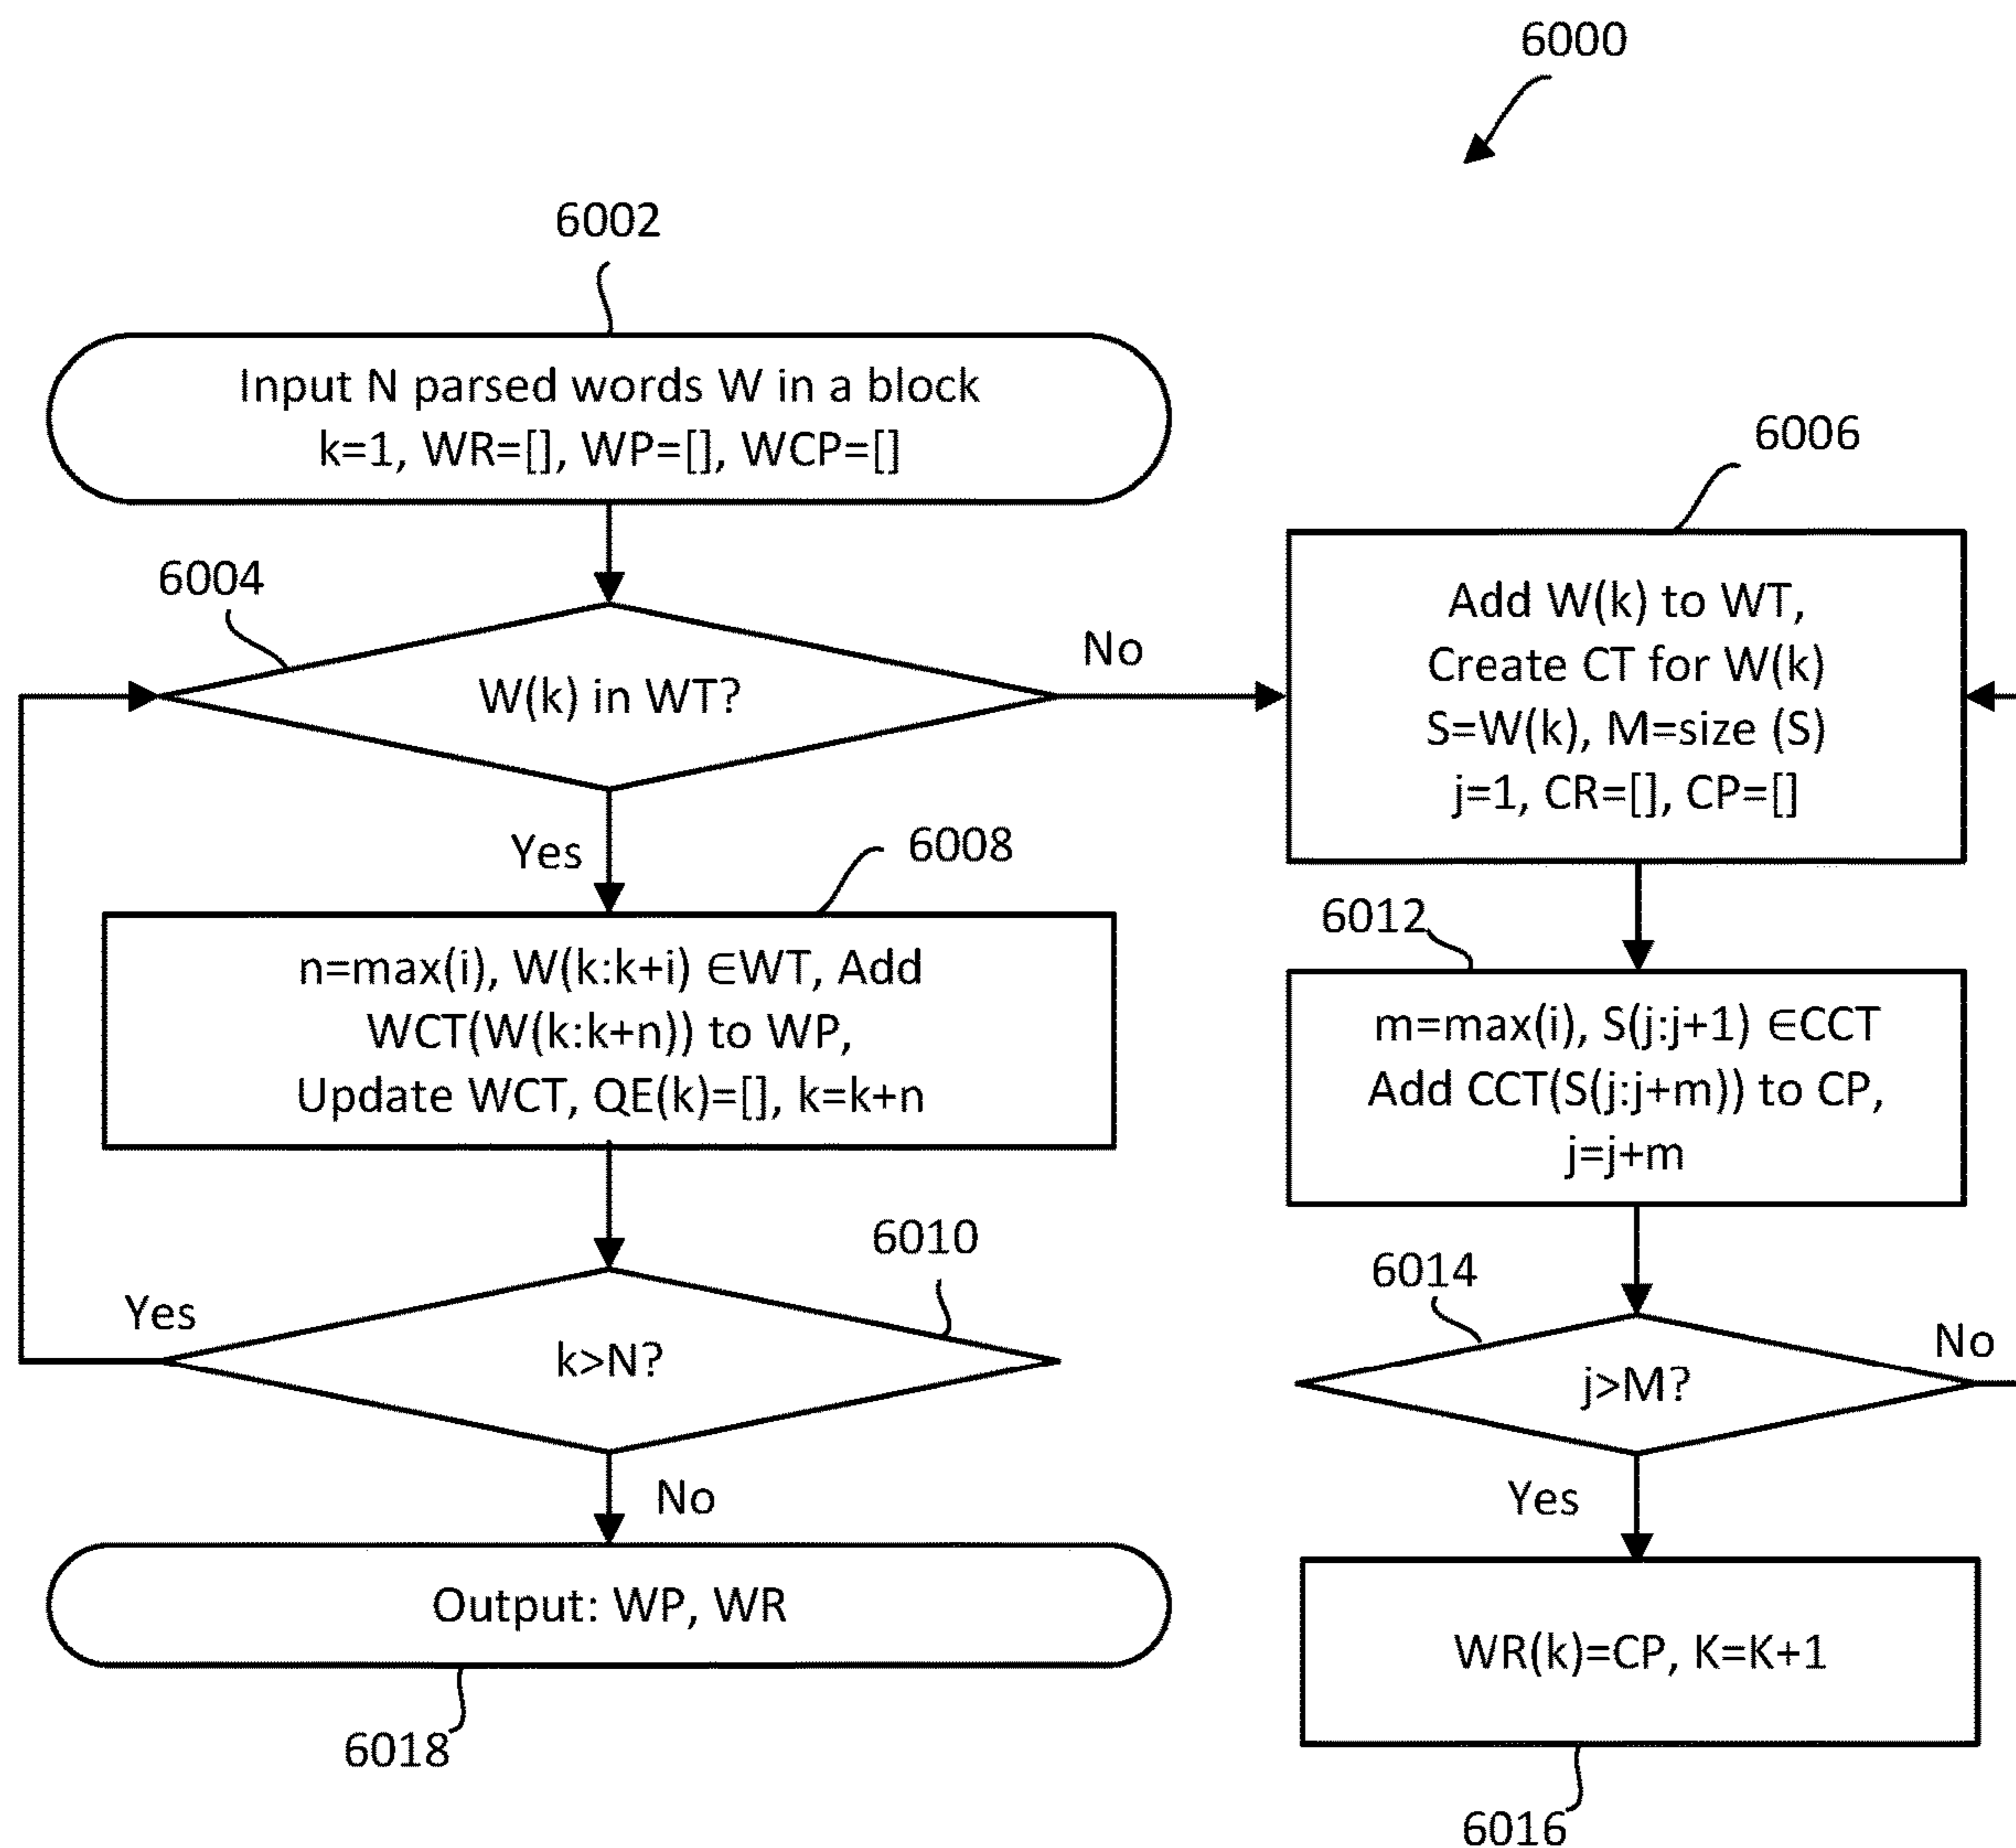 6000
6002
Input N parsed words W in a block
k=1, WR=[], WP=[], WCP=[]
6004
W(k) in WT?
No
6006
Add W(k) to WT,
Create CT for W(k)
S=W(k), M=size (S)
j=1, CR=[], CP=[]
Yes
6008
n=max(i), W(k:k+i) ∈WT, Add
WCT(W(k:k+n)) to WP,
Update WCT, QE(k)=[], k=k+n
6012
m=max(i), S(j:j+1) ∈CCT
Add CCT(S(j:j+m)) to CP,
j=j+m
6010
Yes
k>N?
No
6014
j>M?
No
Yes
Output: WP, WR
6018
WR(k)=CP, K=K+1
6016